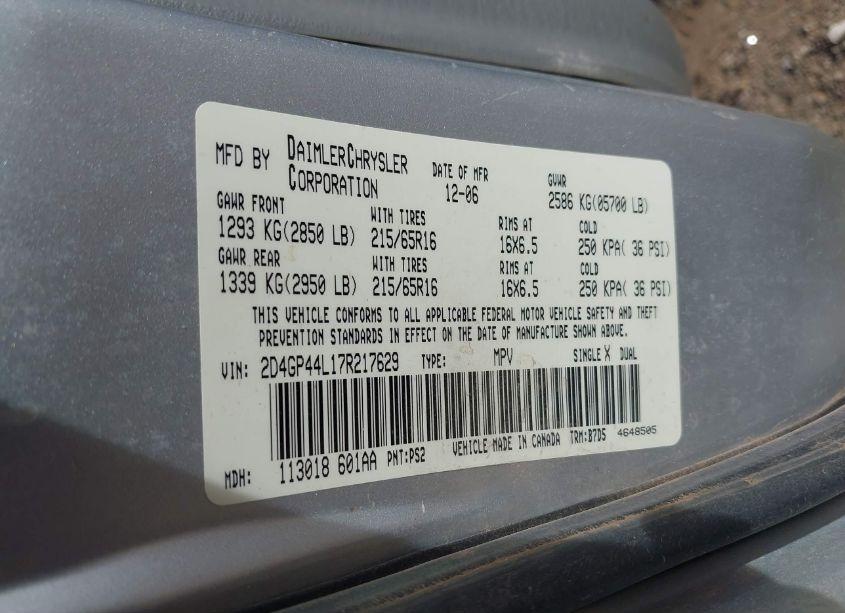 MFD BY DAIMLERCHRYSLER CORPORATION
DATE OF MFR 12-06
GVWR 2586 KG(05700 LB)
GAWR FRONT WITH TIRES RIMS AT COLD
1293 KG(2850 LB) 215/65R16 16X6.5 250 KPA( 36 PSI)
GAWR REAR WITH TIRES RIMS AT COLD
1339 KG(2950 LB) 215/65R16 16X6.5 250 KPA( 36 PSI)
THIS VEHICLE CONFORMS TO ALL APPLICABLE FEDERAL MOTOR VEHICLE SAFETY AND THEFT
PREVENTION STANDARDS IN EFFECT ON THE DATE OF MANUFACTURE SHOWN ABOVE.
VIN: 2D4GP44L17R217629 TYPE: MPV SINGLE X DUAL
MDH: 113018 601AA PNT:PS2 VEHICLE MADE IN CANADA TRM:B7D5 4648505